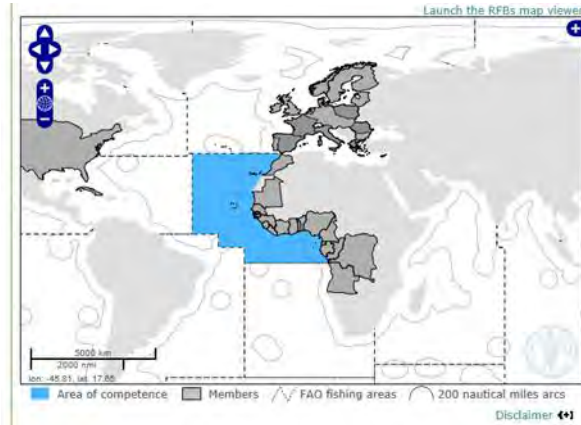 Launch the RFBs map viewer
5000 km
2000 nmi
lon: -45.81, lat: 17.65
Area of competence Members FAO fishing areas 200 nautical miles arcs
Disclaimer [+]